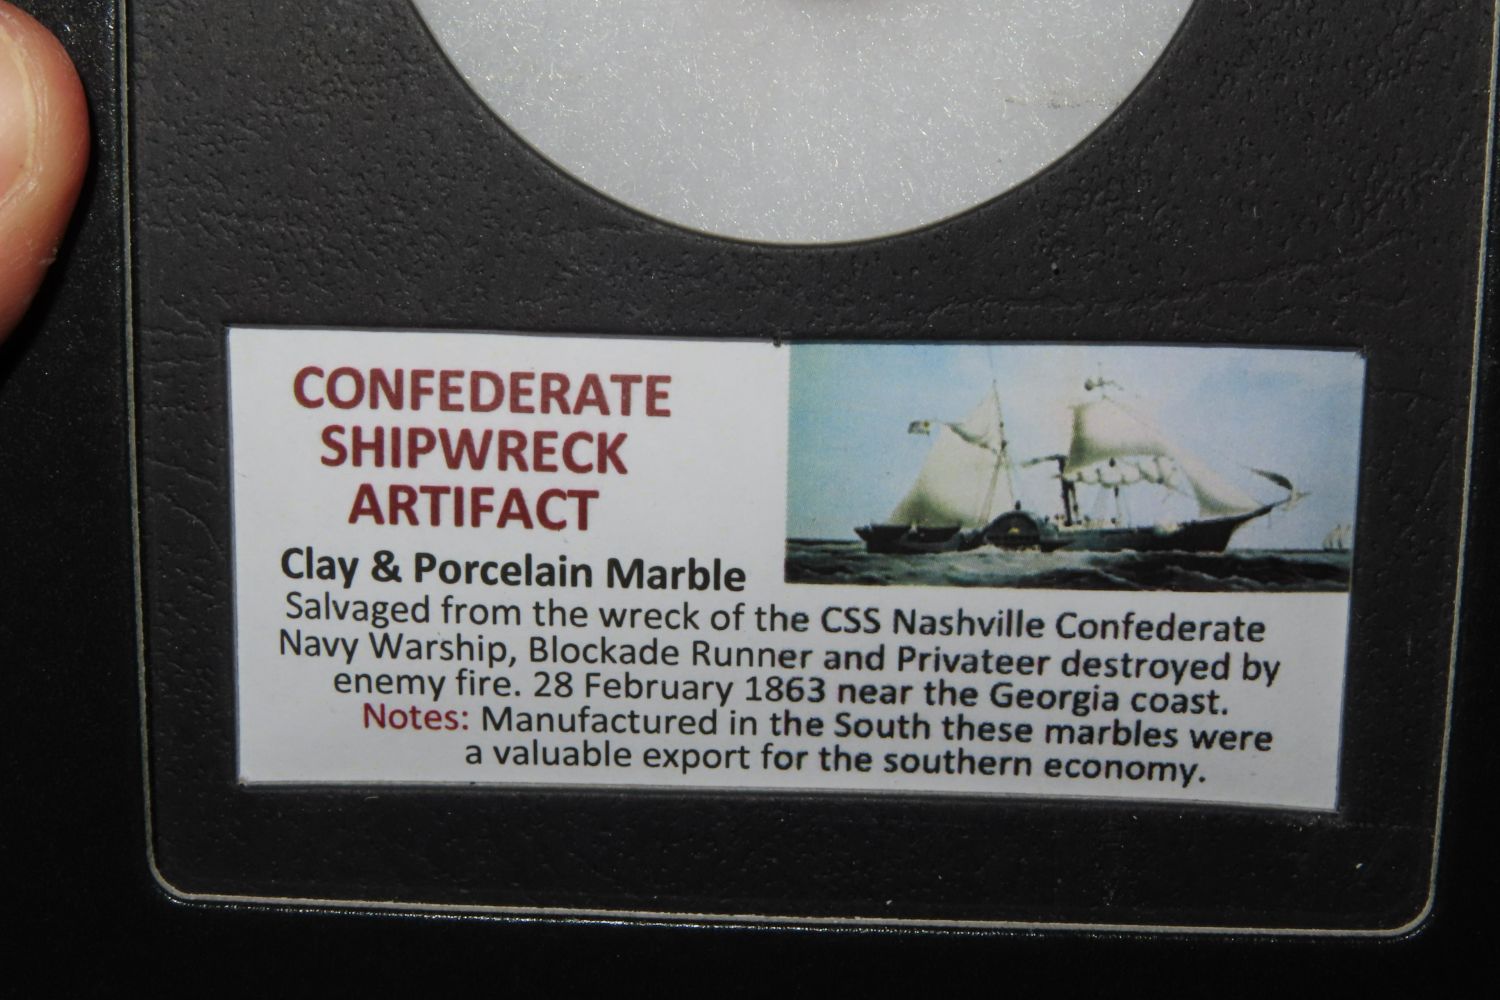 CONFEDERATE
SHIPWRECK
ARTIFACT
Clay & Porcelain Marble
Salvaged from the wreck of the CSS Nashville Confederate
Navy Warship, Blockade Runner and Privateer destroyed by
enemy fire. 28 February 1863 near the Georgia coast.
Notes: Manufactured in the South these marbles were
a valuable export for the southern economy.